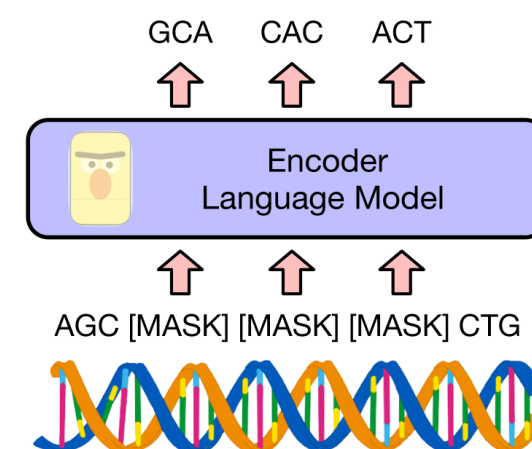 GCA CAC ACT
Encoder
Language Model
AGC [MASK] [MASK] [MASK] CTG